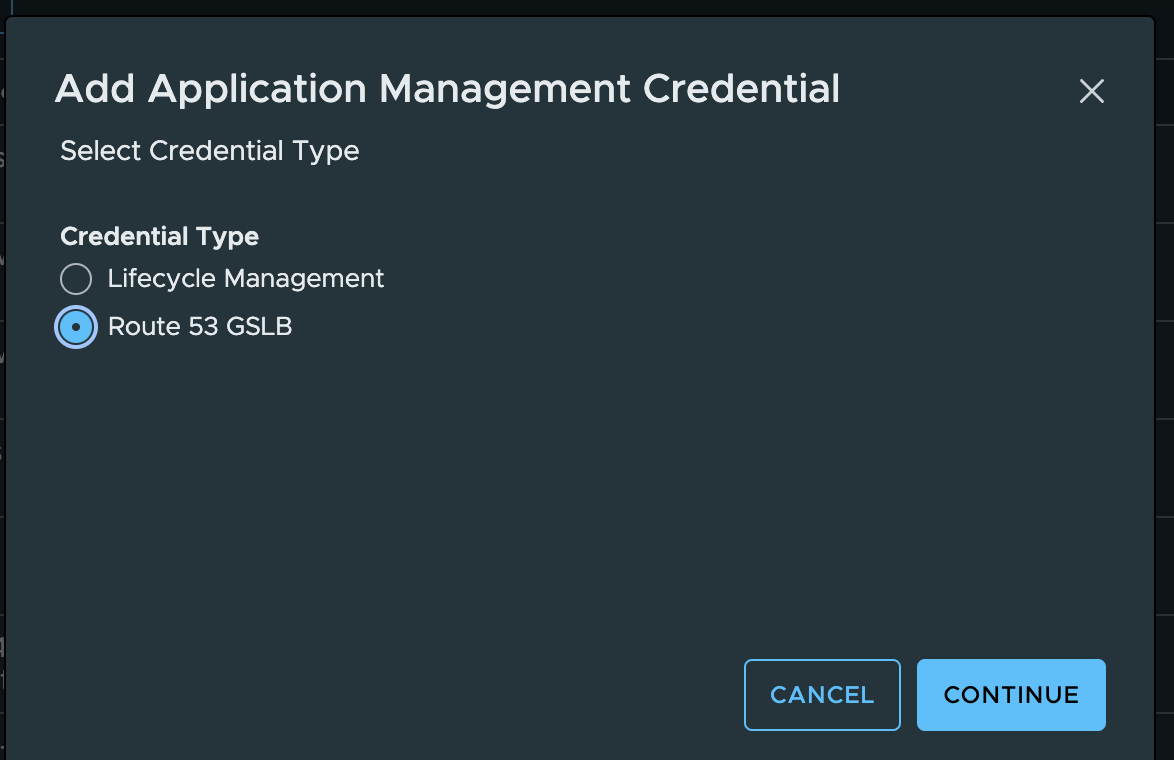 Add Application Management Credential
Select Credential Type
Credential Type
Lifecycle Management
Route 53 GSLB
CANCEL
CONTINUE